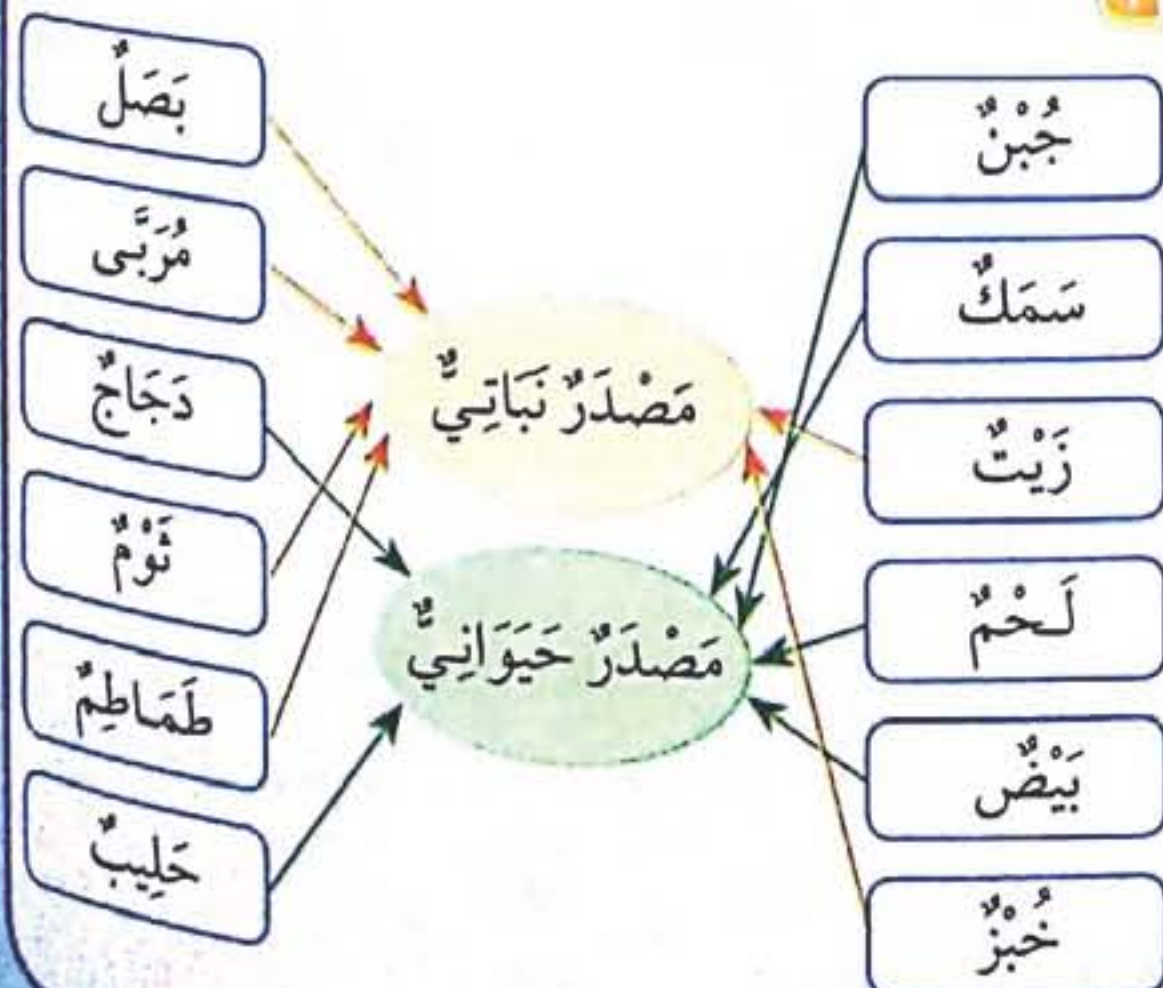 جُبْنٌ
سَمَكٌ
زَيْتٌ
لَحْمٌ
بَيْضٌ
خُبْزٌ
مَصْدَرٌ نَبَاتِيٌّ
مَصْدَرٌ حَيَوَانِيٌّ
بَصَلٌ
مُرَبَّى
دَجَاجٌ
ثَوْمٌ
طَمَاطِمٌ
حَلِيبٌ